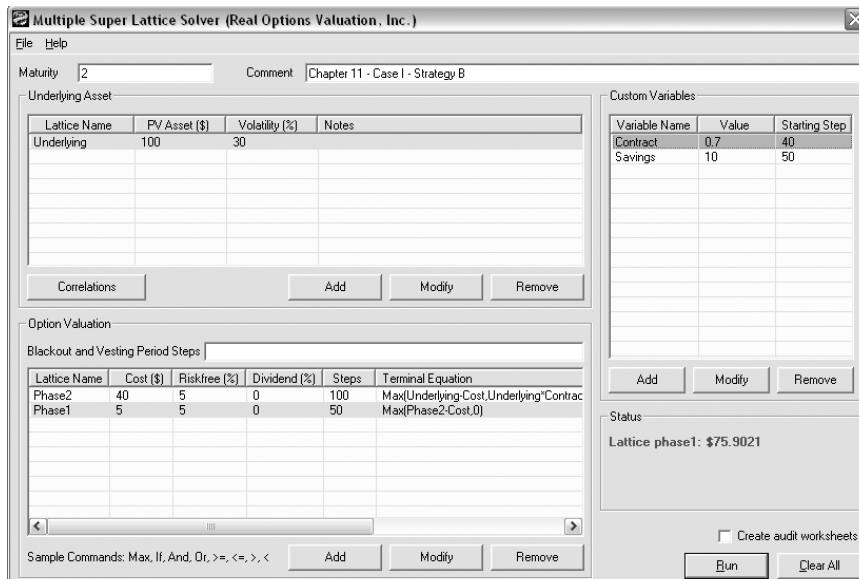 Multiple Super Lattice Solver (Real Options Valuation, Inc.)
File Help
Maturity 2 Comment Chapter 11 - Case I - Strategy B
Underlying Asset
Lattice Name PV Asset ($) Volatility (%) Notes
Underlying 100 30
Correlations Add Modify Remove
Option Valuation
Blackout and Vesting Period Steps
Lattice Name Cost ($) Riskfree (%) Dividend (%) Steps Terminal Equation
Phase2 40 5 0 100 Max(Underlying-Cost,Underlying*Contrac
Phase1 5 5 0 50 Max(Phase2-Cost,0)
Sample Commands: Max, If, And, Or, >=, <=, >, < Add Modify Remove
Custom Variables
Variable Name Value Starting Step
Contract 0.7 40
Savings 10 50
Add Modify Remove
Status
Lattice phase1: $75.9021
Create audit worksheets
Run Clear All